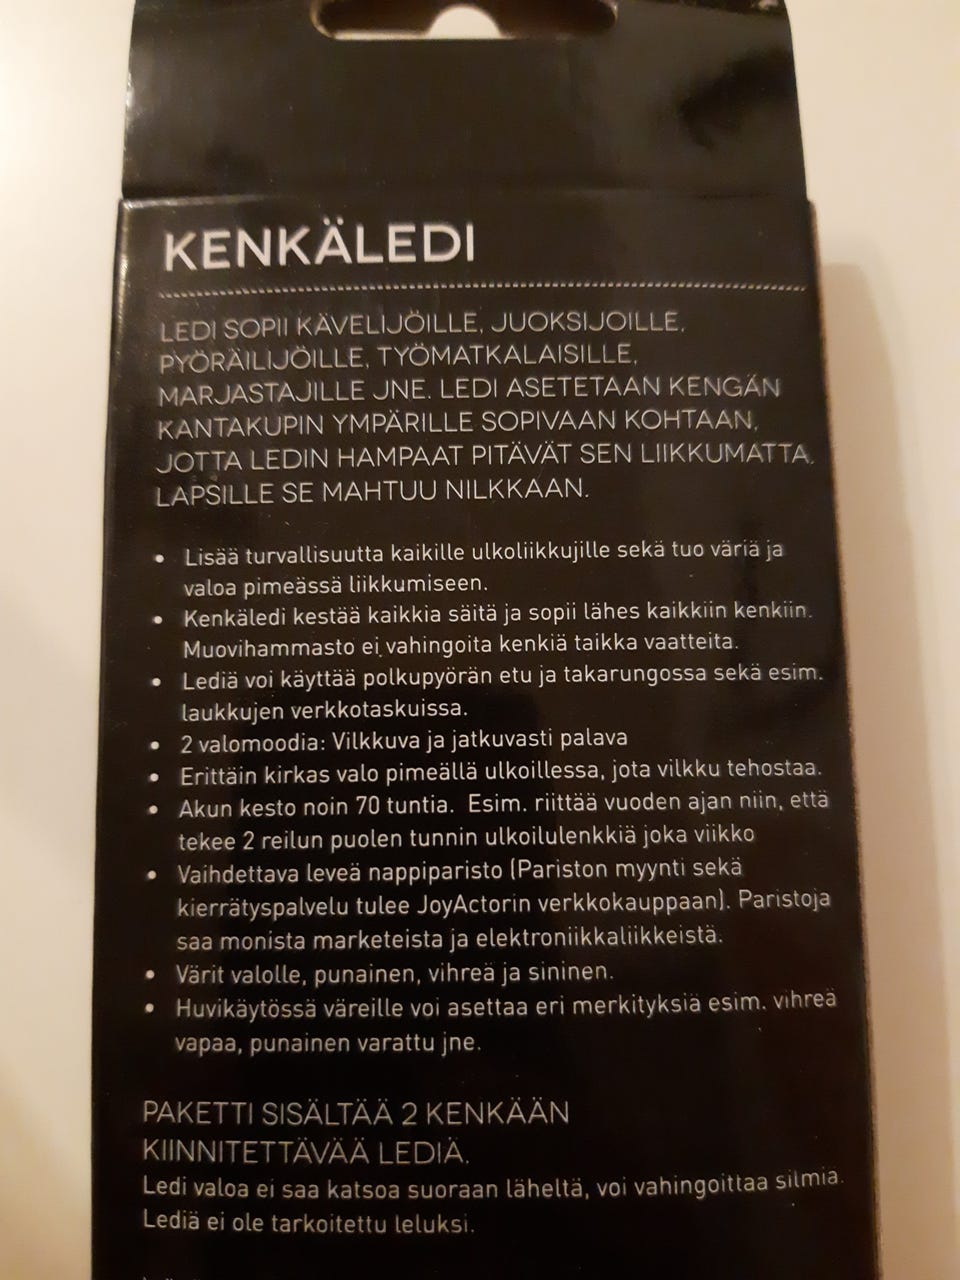 KENKÄLEDI
LEDI SOPII KÄVELIJÖILLE, JUOKSIJOILLE,
PYÖRÄILIJÖILLE, TYÖMATKALAISILLE,
MARJASTAJILLE JNE. LEDI ASETETAAN KENGÄN
KANTAKUPIN YMPÄRILLE SOPIVAAN KOHTAAN,
JOTTA LEDIN HAMPAAT PITÄVÄT SEN LIIKKUMATTA.
LAPSILLE SE MAHTUU NILKKAAN.
• Lisää turvallisuutta kaikille ulkoliikkujille sekä tuo väriä ja
valoa pimeässä liikkumiseen.
• Kenkäledi kestää kaikkia säitä ja sopii lähes kaikkiin kenkiin.
Muovihammasto ei vahingoita kenkiä taikka vaatteita.
• Lediä voi käyttää polkupyörän etu ja takarungossa sekä esim.
laukkujen verkkotaskuissa.
• 2 valomoodia: Vilkkuva ja jatkuvasti palava
• Erittäin kirkas valo pimeällä ulkoillessa, jota vilkku tehostaa.
• Akun kesto noin 70 tuntia. Esim. riittää vuoden ajan niin, että
tekee 2 reilun puolen tunnin ulkoilulenkkiä joka viikko
• Vaihdettava leveä nappiparisto (Pariston myynti sekä
kierrätyspalvelu tulee JoyActorin verkkokauppaan). Paristoja
saa monista marketeista ja elektroniikkaliikkeistä.
• Värit valolle, punainen, vihreä ja sininen.
• Huvikäytössä väreille voi asettaa eri merkityksiä esim. vihreä
vapaa, punainen varattu jne.
PAKETTI SISÄLTÄÄ 2 KENKÄÄN
KIINNITETTÄVÄÄ LEDIÄ.
Ledi valoa ei saa katsoa suoraan läheltä, voi vahingoittaa silmiä.
Lediä ei ole tarkoitettu leluksi.